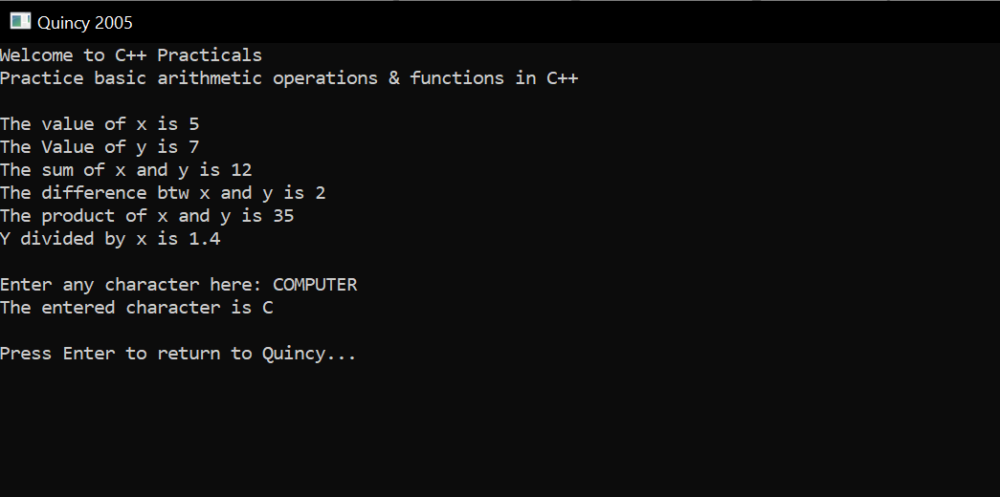 Quincy 2005
Welcome to C++ Practicals
Practice basic arithmetic operations & functions in C++
The value of x is 5
The Value of y is 7
The sum of x and y is 12
The difference btw x and y is 2
The product of x and y is 35
Y divided by x is 1.4
Enter any character here: COMPUTER
The entered character is C
Press Enter to return to Quincy...